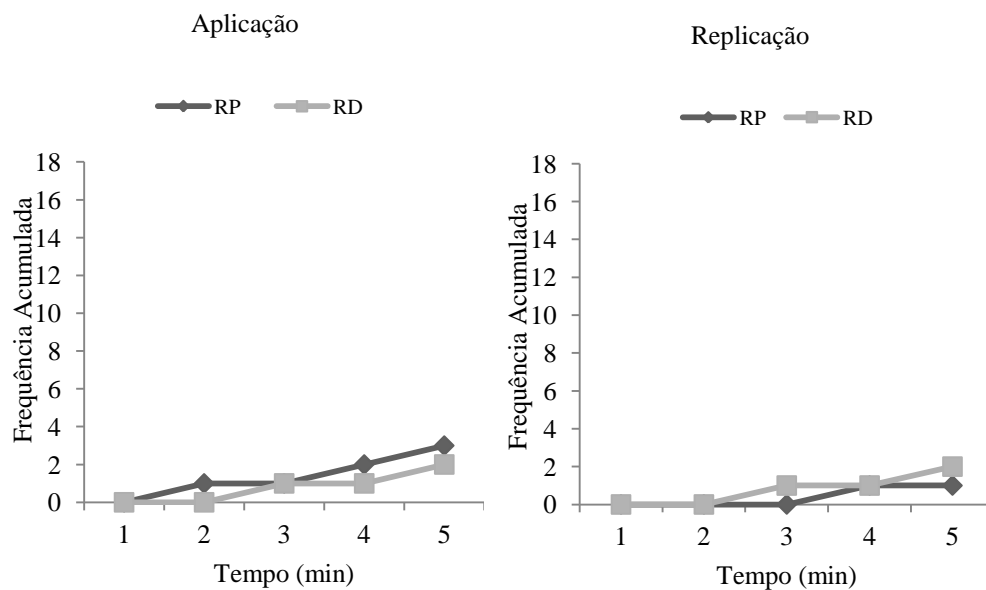 Aplicação
RP RD
Frequência Acumulada
18
16
14
12
10
8
6
4
2
0
1 2 3 4 5
Tempo (min)
Replicação
RP RD
Frequência Acumulada
18
16
14
12
10
8
6
4
2
0
1 2 3 4 5
Tempo (min)